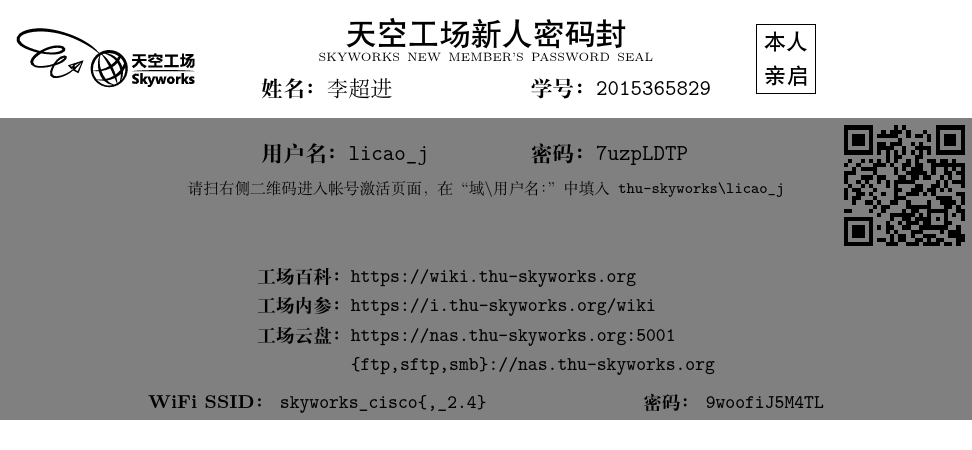 天空工场
Skyworks
天空工场新人密码封
SKYWORKS NEW MEMBER'S PASSWORD SEAL
姓名：李超进 学号：2015365829
本人
亲启
用户名：licao_j 密码：7uzpLDTP
请扫右侧二维码进入帐号激活页面，在“域\用户名：”中填入 thu-skyworks\licao_j
工场百科：https://wiki.thu-skyworks.org
工场内参：https://i.thu-skyworks.org/wiki
工场云盘：https://nas.thu-skyworks.org:5001
{ftp,sftp,smb}://nas.thu-skyworks.org
WiFi SSID： skyworks_cisco{,_2.4} 密码： 9woofiJ5M4TL